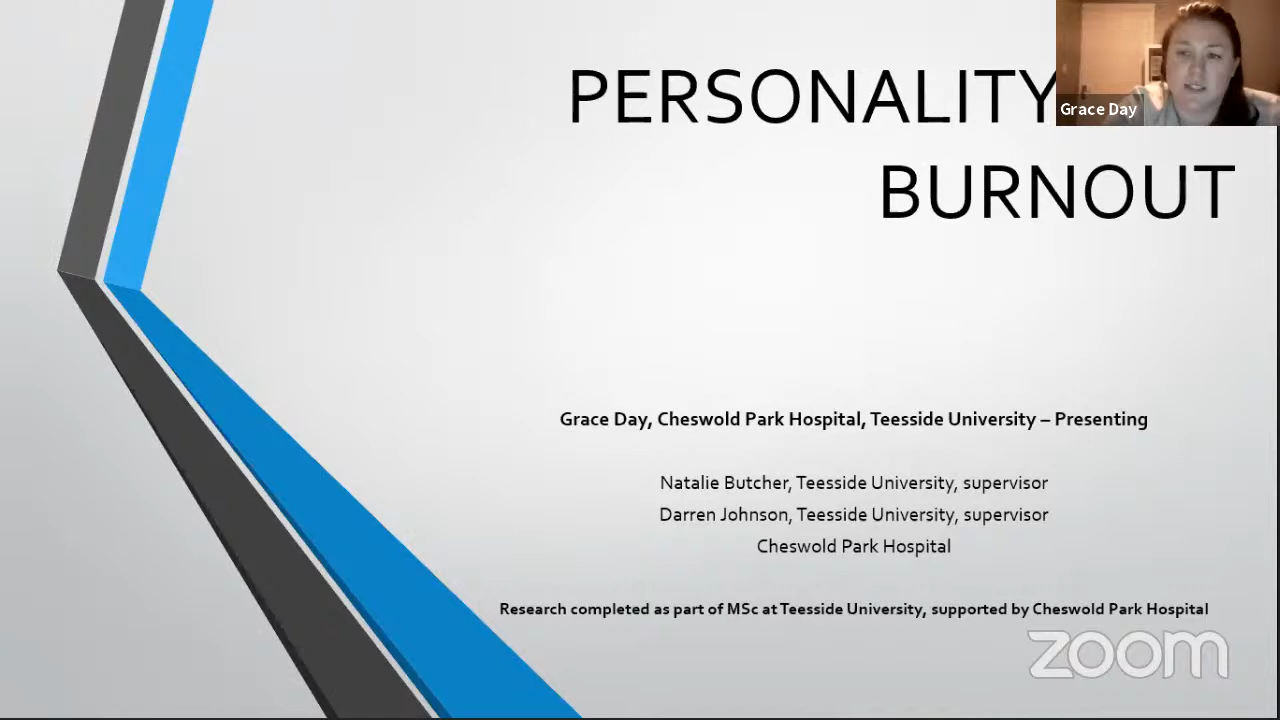 PERSONALITY
BURNOUT
Grace Day
Grace Day, Cheswold Park Hospital, Teesside University – Presenting
Natalie Butcher, Teesside University, supervisor
Darren Johnson, Teesside University, supervisor
Cheswold Park Hospital
Research completed as part of MSc at Teesside University, supported by Cheswold Park Hospital
zoom